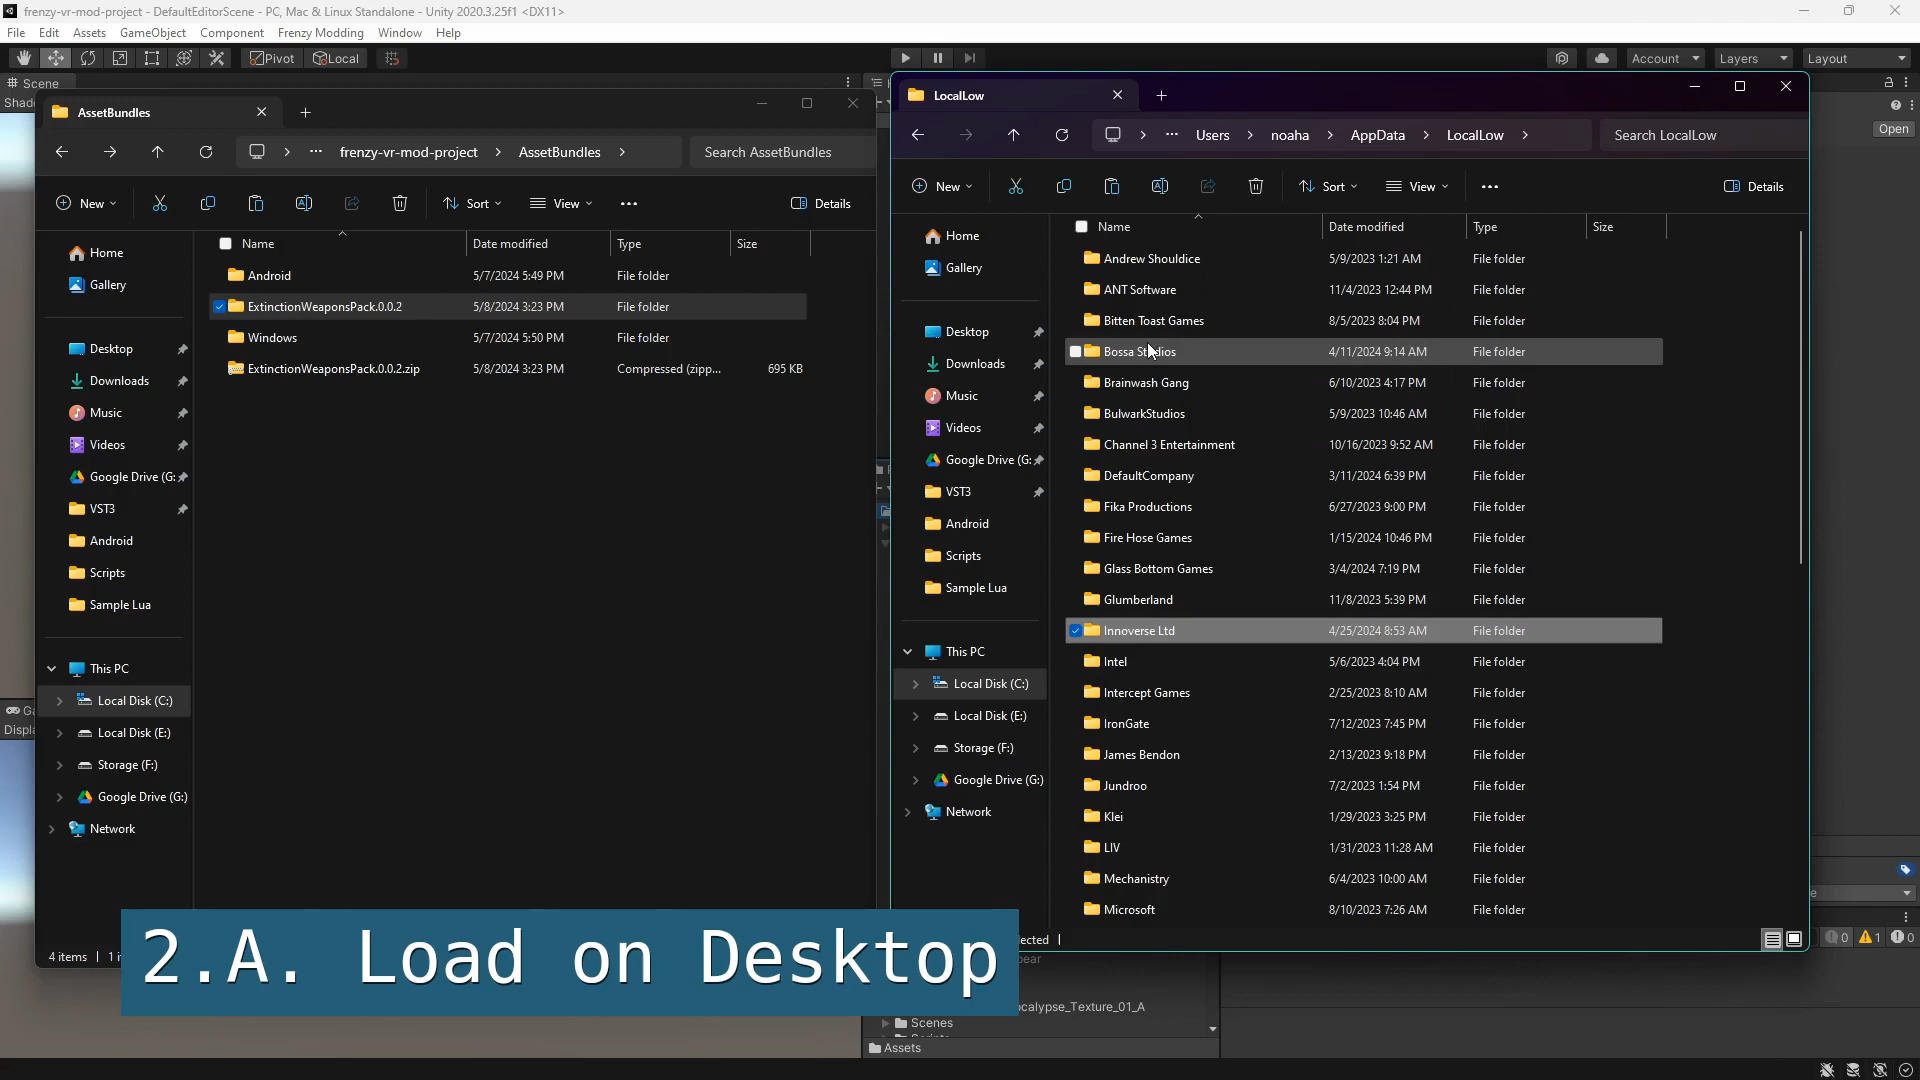 frenzy-vr-mod-project - DefaultEditorScene - PC, Mac & Linux Standalone - Unity 2020.3.25f1 <DX11>
File Edit Assets GameObject Component Frenzy Modding Window Help
Pivot Local Account Layers Layout
Scene
Open
AssetBundles
frenzy-vr-mod-project > AssetBundles > Search AssetBundles
New Sort View Details
Name Date modified Type Size
Android 5/7/2024 5:49 PM File folder
ExtinctionWeaponsPack.0.0.2 5/8/2024 3:23 PM File folder
Windows 5/7/2024 5:50 PM File folder
ExtinctionWeaponsPack.0.0.2.zip 5/8/2024 3:23 PM Compressed (zipp... 695 KB
Home
Gallery
Desktop
Downloads
Music
Videos
Google Drive (G:
VST3
Android
Scripts
Sample Lua
This PC
Local Disk (C:)
Local Disk (E:)
Storage (F:)
Google Drive (G:)
Network
4 items
LocalLow
Users > noaha > AppData > LocalLow > Search LocalLow
New Sort View Details
Home
Gallery
Desktop
Downloads
Music
Videos
Google Drive (G:
VST3
Android
Scripts
Sample Lua
This PC
Local Disk (C:)
Local Disk (E:)
Storage (F:)
Google Drive (G:)
Network
Name Date modified Type Size
Andrew Shouldice 5/9/2023 1:21 AM File folder
ANT Software 11/4/2023 12:44 PM File folder
Bitten Toast Games 8/5/2023 8:04 PM File folder
Bossa Studios 4/11/2024 9:14 AM File folder
Brainwash Gang 6/10/2023 4:17 PM File folder
BulwarkStudios 5/9/2023 10:46 AM File folder
Channel 3 Entertainment 10/16/2023 9:52 AM File folder
DefaultCompany 3/11/2024 6:39 PM File folder
Fika Productions 6/27/2023 9:00 PM File folder
Fire Hose Games 1/15/2024 10:46 PM File folder
Glass Bottom Games 3/4/2024 7:19 PM File folder
Glumberland 11/8/2023 5:39 PM File folder
Innoverse Ltd 4/25/2024 8:53 AM File folder
Intel 5/6/2023 4:04 PM File folder
Intercept Games 2/25/2023 8:10 AM File folder
IronGate 7/12/2023 7:45 PM File folder
James Bendon 2/13/2023 9:18 PM File folder
Jundroo 7/2/2023 1:54 PM File folder
Klei 1/29/2023 3:25 PM File folder
LIV 1/31/2023 11:28 AM File folder
Mechanistry 6/4/2023 10:00 AM File folder
Microsoft 8/10/2023 7:26 AM File folder
2.A. Load on Desktop
0 1 0
ocalypse_Texture_01_A
Scenes
Assets